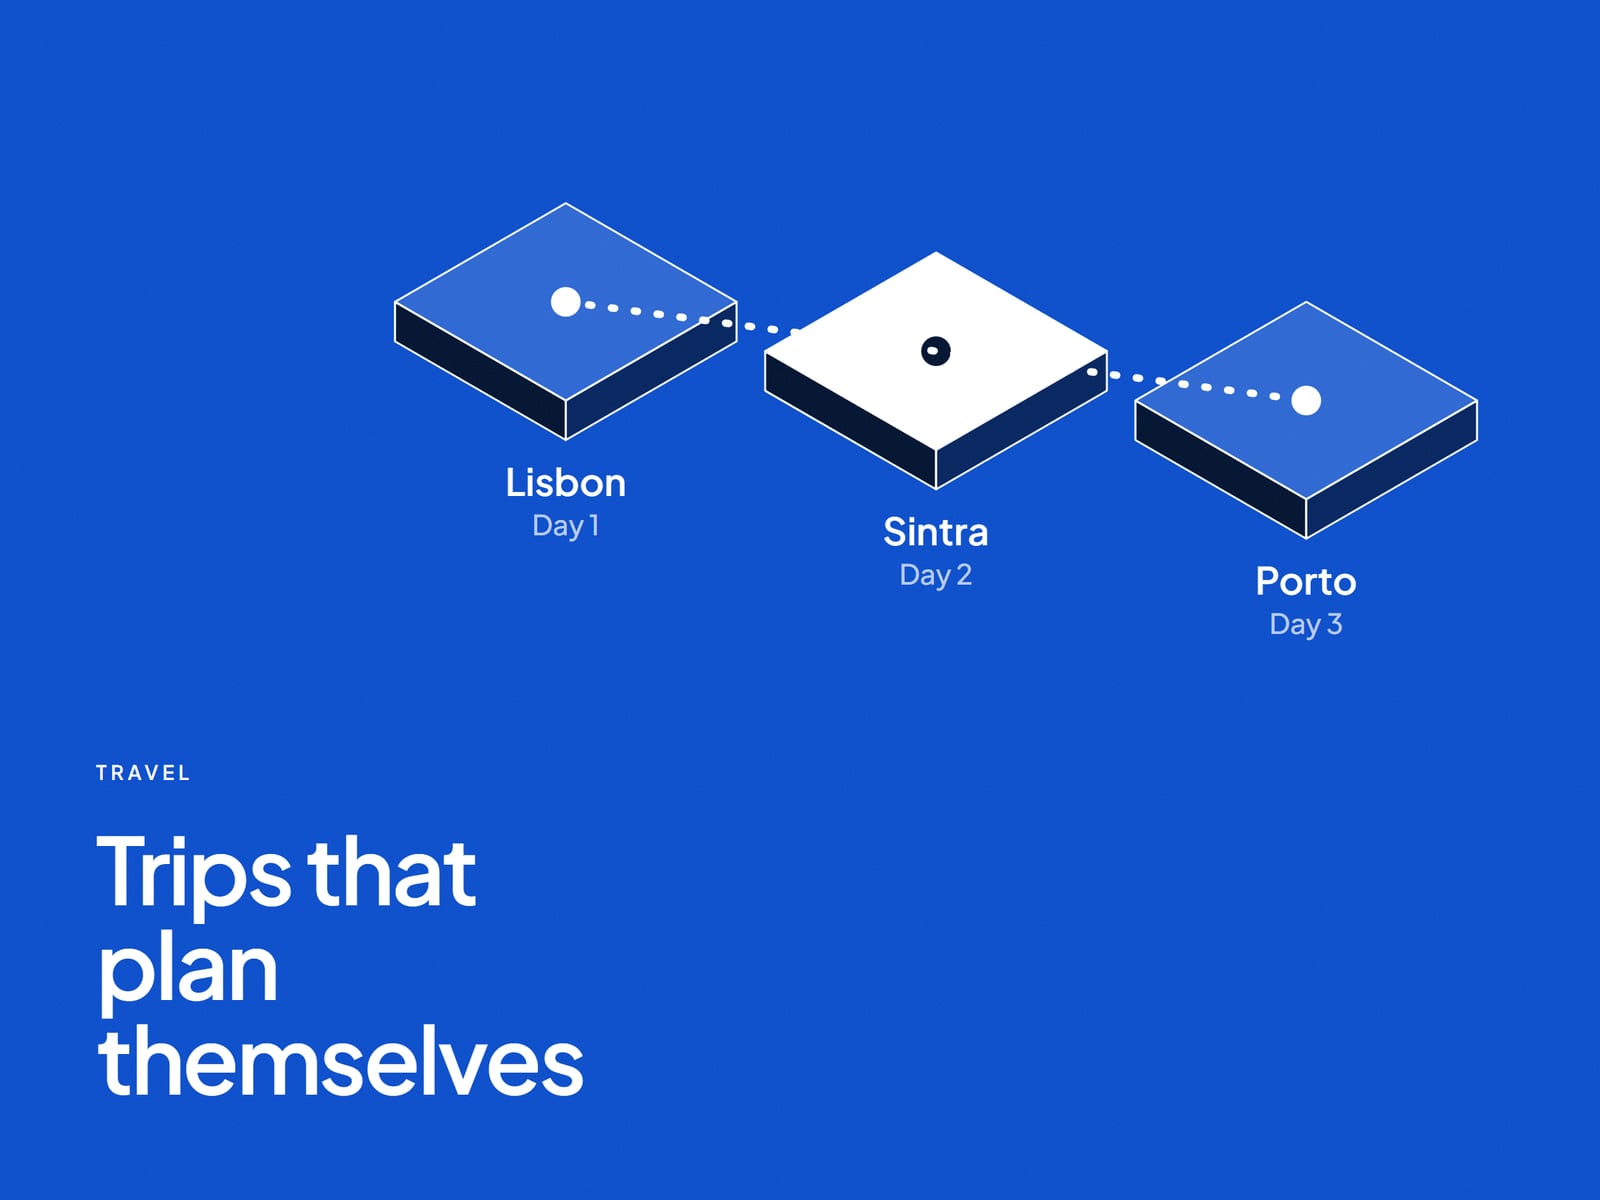 Lisbon
Day 1
Sintra
Day 2
Porto
Day 3
TRAVEL
Trips that
plan
themselves